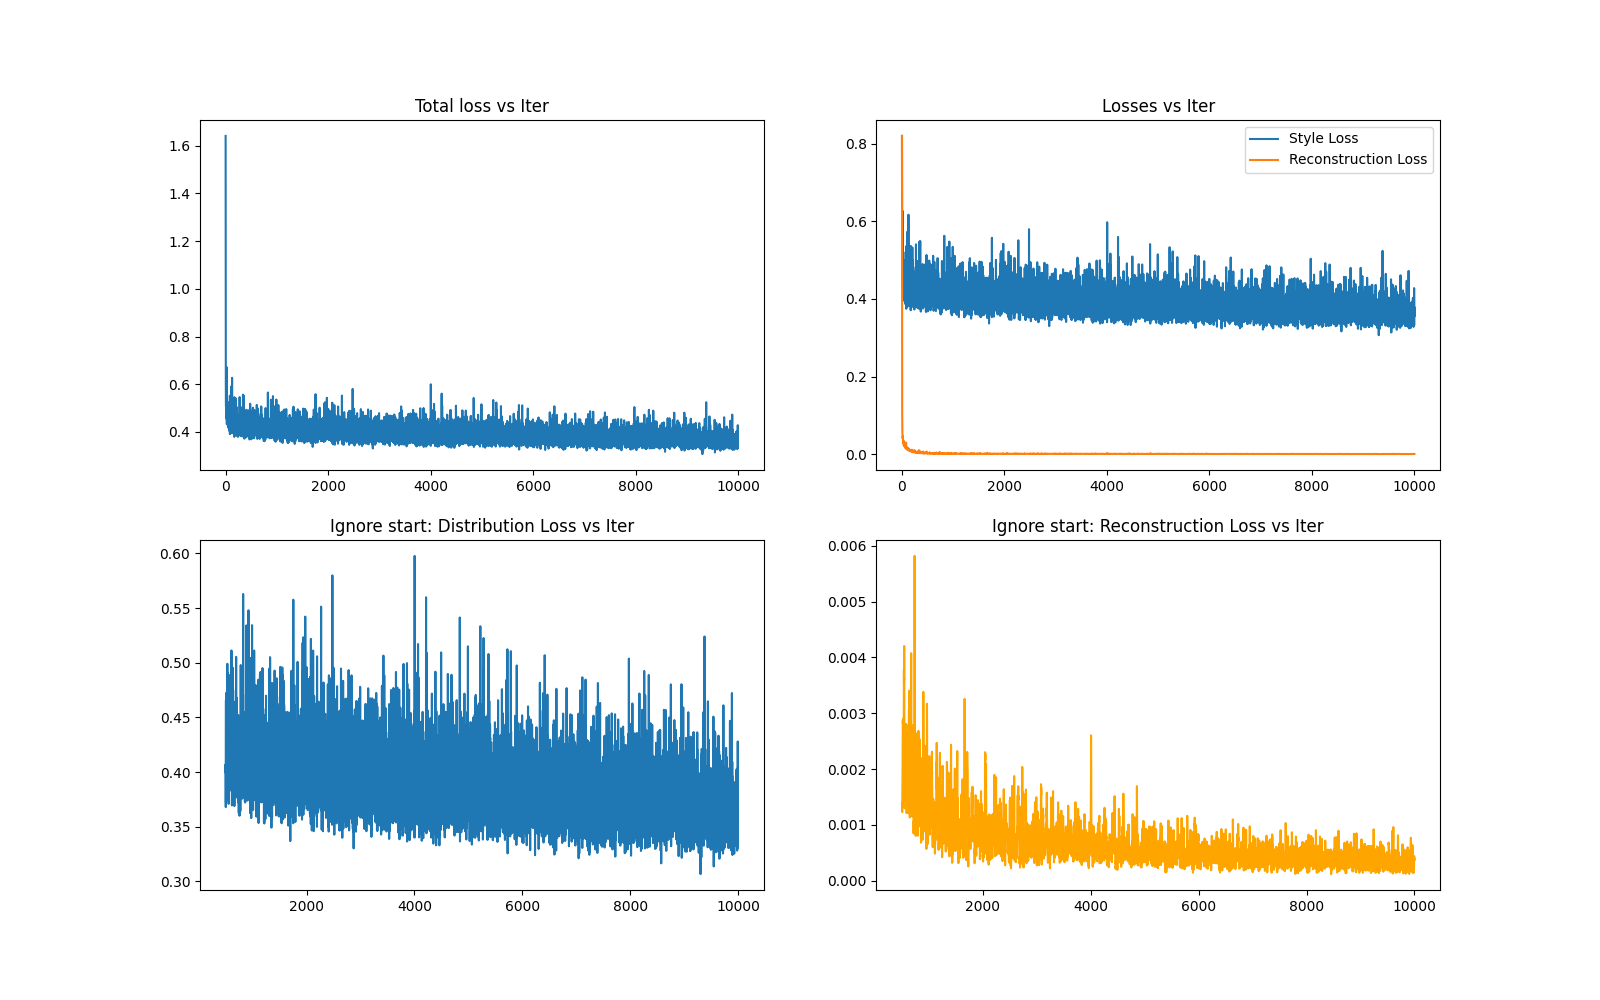 Total loss vs Iter
1.6
1.4
1.2
1.0
0.8
0.6
0.4
0 2000 4000 6000 8000 10000
Losses vs Iter
Style Loss
Reconstruction Loss
0.8
0.6
0.4
0.2
0.0
0 2000 4000 6000 8000 10000
Ignore start: Distribution Loss vs Iter
0.60
0.55
0.50
0.45
0.40
0.35
0.30
2000 4000 6000 8000 10000
Ignore start: Reconstruction Loss vs Iter
0.006
0.005
0.004
0.003
0.002
0.001
0.000
2000 4000 6000 8000 10000